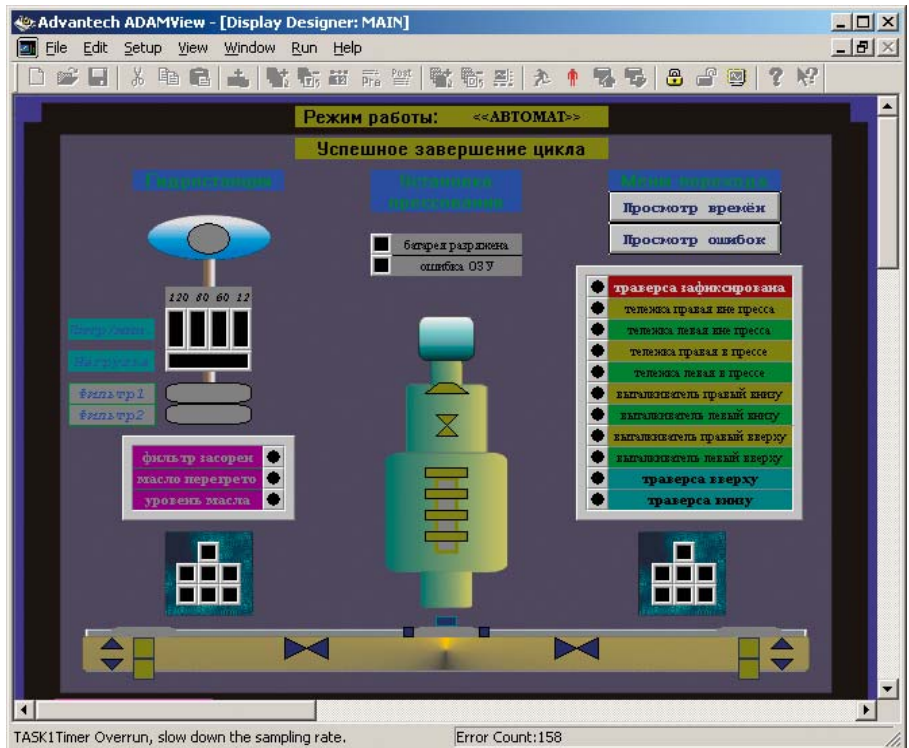 Advantech ADAMView - [Display Designer: MAIN]
File Edit Setup View Window Run Help
Pre Post
Режим работы: <<АВТОМАТ>>
Успешное завершение цикла
Гидростанция
Остановка
прессования
Просмотр времён
Просмотр ошибок
батарея разряжена
ошибка ОЗУ
120 80 60 12
Нагрузка
Фильтр1
Фильтр2
фильтр засорен
масло перегрето
уровень масла
траверса зафиксирована
тележка правая вне пресса
тележка левая вне пресса
тележка правая в прессе
тележка левая в прессе
выталкиватель правый внизу
выталкиватель левый внизу
выталкиватель правый вверху
выталкиватель левый вверху
траверса вверху
траверса внизу
TASK1Timer Overrun, slow down the sampling rate.
Error Count:158